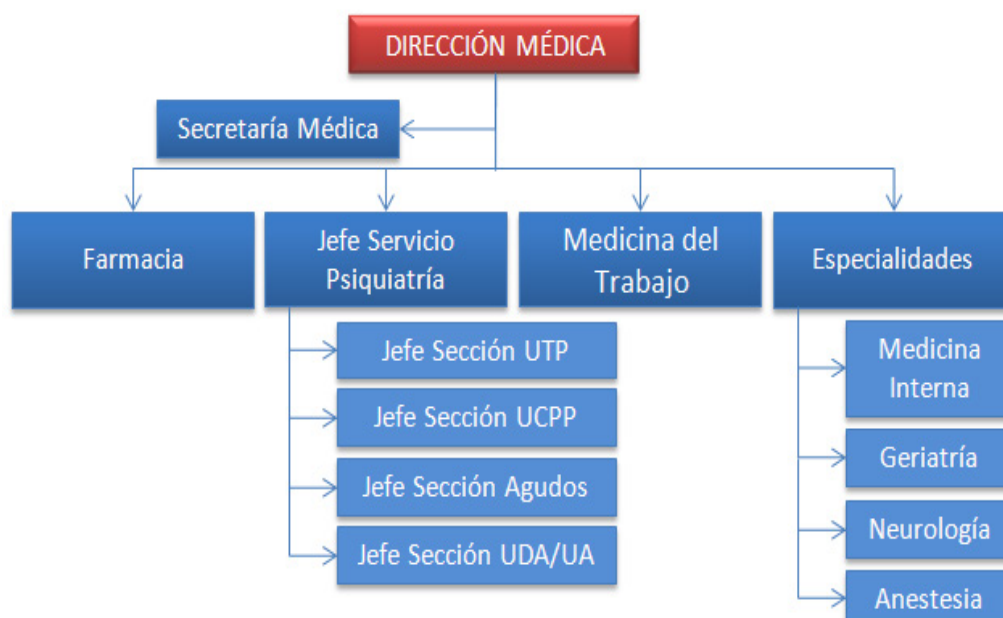 DIRECCIÓN MÉDICA
Secretaría Médica
Farmacia
Jefe Servicio
Psiquiatría
Medicina del
Trabajo
Especialidades
Jefe Sección UTP
Jefe Sección UCPP
Jefe Sección Agudos
Jefe Sección UDA/UA
Medicina
Interna
Geriatría
Neurología
Anestesia